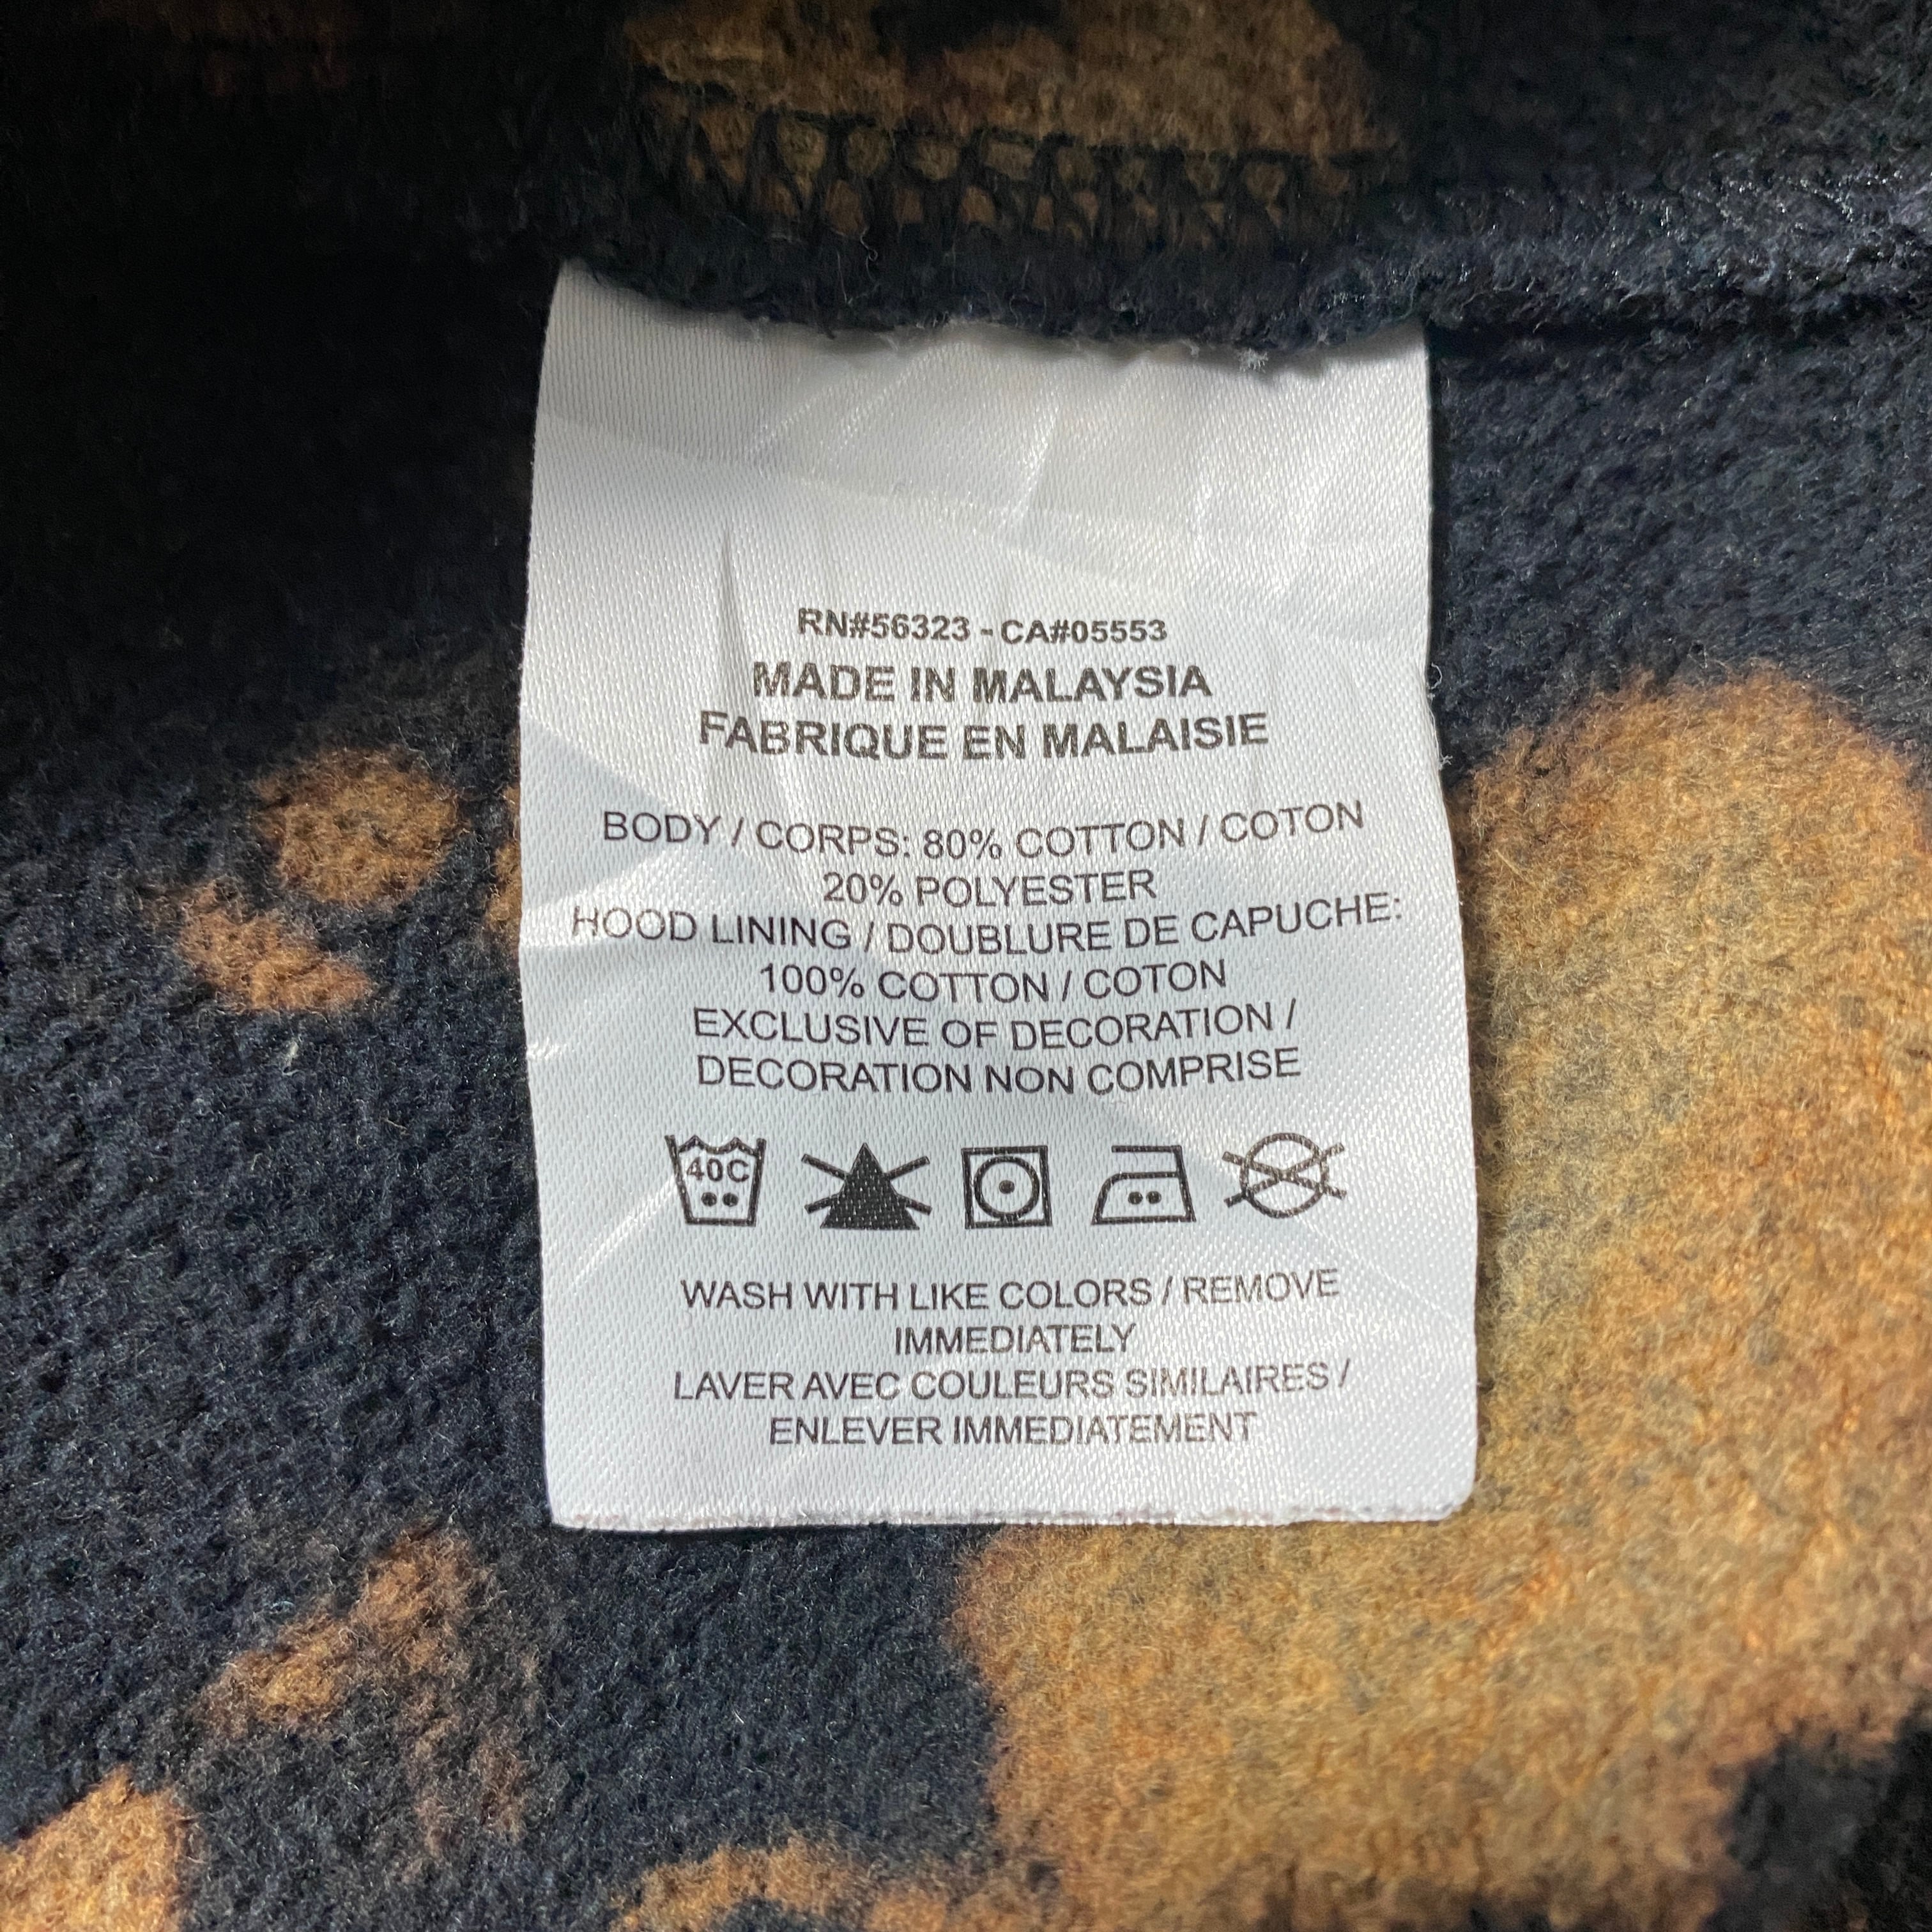 RN#56323 - CA#05553
MADE IN MALAYSIA
FABRIQUE EN MALAISIE
BODY / CORPS: 80% COTTON / COTON
20% POLYESTER
HOOD LINING / DOUBLURE DE CAPUCHE:
100% COTTON / COTON
EXCLUSIVE OF DECORATION /
DECORATION NON COMPRISE
40C
WASH WITH LIKE COLORS / REMOVE
IMMEDIATELY
LAVER AVEC COULEURS SIMILAIRES /
ENLEVER IMMEDIATEMENT